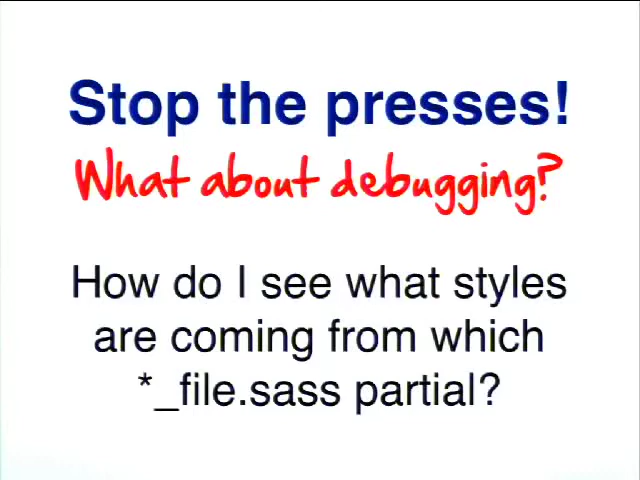 Stop the presses!
What about debugging?
How do I see what styles
are coming from which
*_file.sass partial?